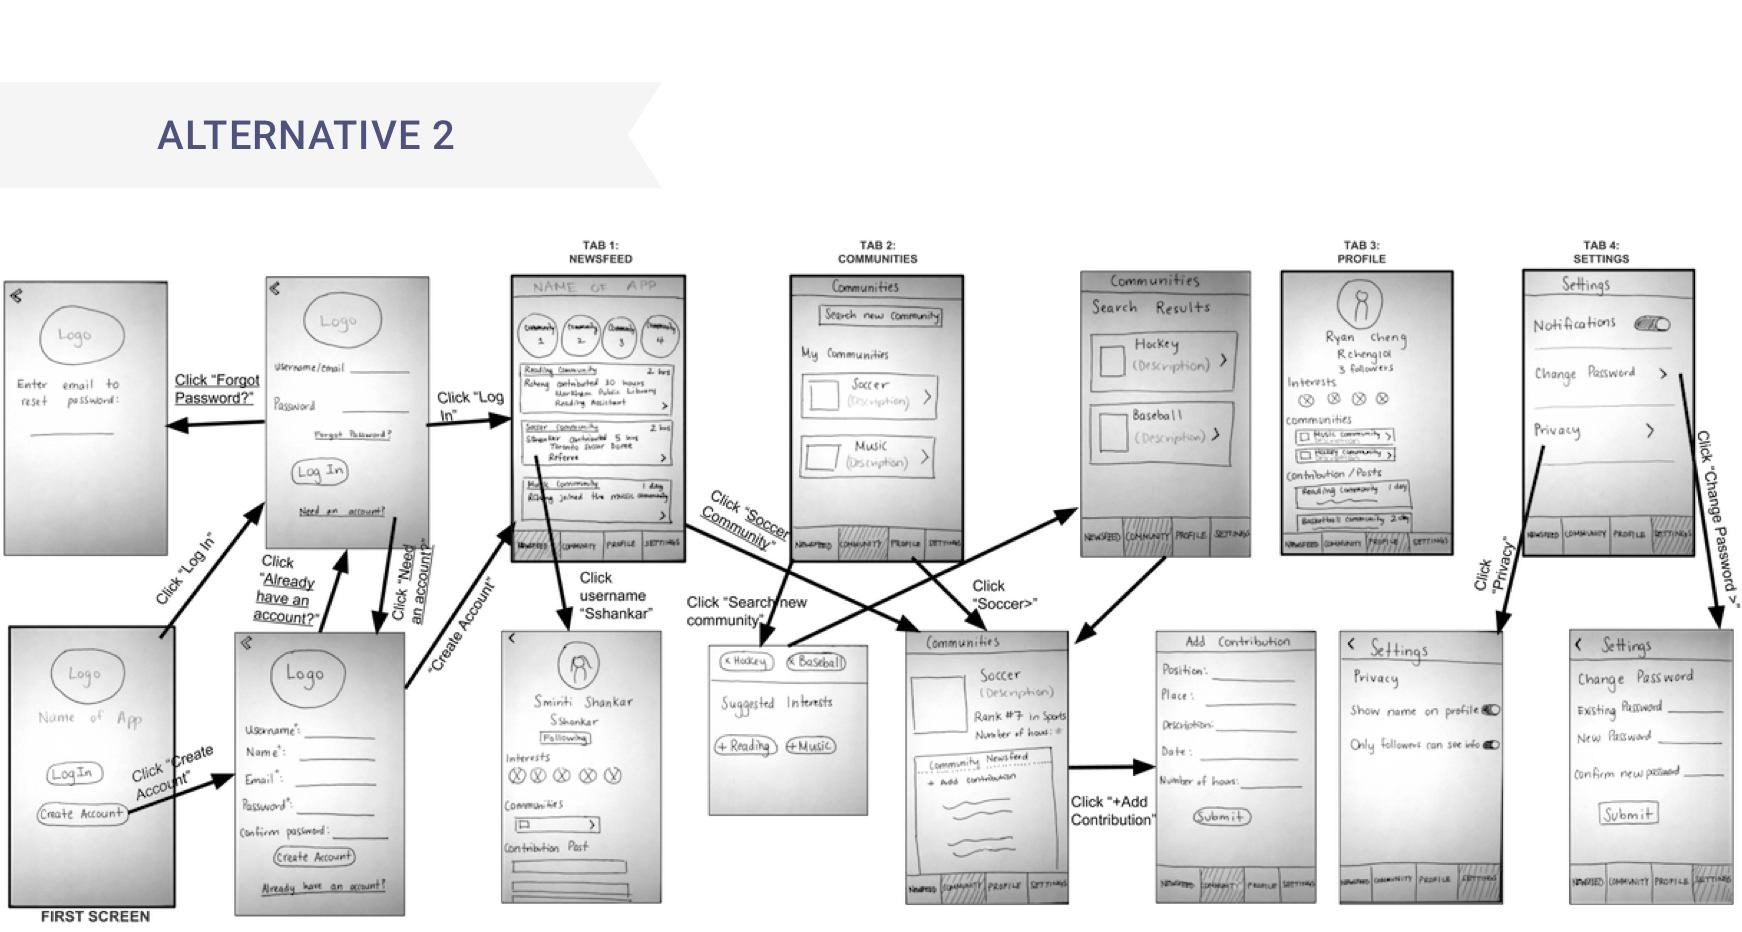 ALTERNATIVE 2
TAB 1:
NEWSFEED
TAB 2:
COMMUNITIES
TAB 3:
PROFILE
TAB 4:
SETTINGS
Logo
Enter email to
reset password:
Click “Forgot
Password?”
Logo
Username/email
Password
Forgot Password?
Log In
Need an account?
Click “Log
In”
NAME OF APP
Community
1
Community
2
Community
3
Community
4
Reading Community 2 hrs
Rcheng contributed 10 hours
Markham Public Library
Reading Assistant
Soccer Community 2 hrs
Sshankar contributed 5 hrs
Toronto Soccer Dome
Referee
Music Community 1 day
Rcheng joined the music community
NEWSFEED COMMUNITY PROFILE SETTINGS
Communities
Search new Community
My Communities
Soccer
(Description)
Music
(Description)
NEWSFEED COMMUNITY PROFILE SETTINGS
Communities
Search Results
Hockey
(Description)
Baseball
(Description)
NEWSFEED COMMUNITY PROFILE SETTINGS
Ryan Cheng
Rcheng101
3 followers
Interests
Communities
Music Community
Hockey Community
Contribution/Posts
Reading Community 1 day
Basketball Community 2 day
NEWSFEED COMMUNITY PROFILE SETTINGS
Settings
Notifications
Change Password >
Privacy >
NEWSFEED COMMUNITY PROFILE SETTINGS
Click “Log In”
Click
“Already
have an
account?”
Click “Need
an account?”
“Create Account”
Click
username
“Sshankar”
Click “Soccer
Community”
Click “Search new
community”
Click
“Soccer>”
Click
“Privacy”
Click “Change Password >”
Logo
Name of App
Log In
Create Account
FIRST SCREEN
Click “Create
Account”
Logo
Username*:
Name*:
Email*:
Password*:
Confirm password:
Create Account
Already have an account?
Smiriti Shankar
Sshankar
Following
Interests
Communities
Contribution Post
x Hockey x Baseball
Suggested Interests
+ Reading + Music
Communities
Soccer
(Description)
Rank #7 in Sports
Number of hours: #
Community Newsfeed
+ Add contribution
NEWSFEED COMMUNITY PROFILE SETTINGS
Click “+Add
Contribution”
Add Contribution
Position:
Place:
Description:
Date:
Number of hours:
Submit
NEWSFEED COMMUNITY PROFILE SETTINGS
< Settings
Privacy
Show name on profile
Only followers can see info
NEWSFEED COMMUNITY PROFILE SETTINGS
< Settings
Change Password
Existing Password
New Password
Confirm new password
Submit
NEWSFEED COMMUNITY PROFILE SETTINGS